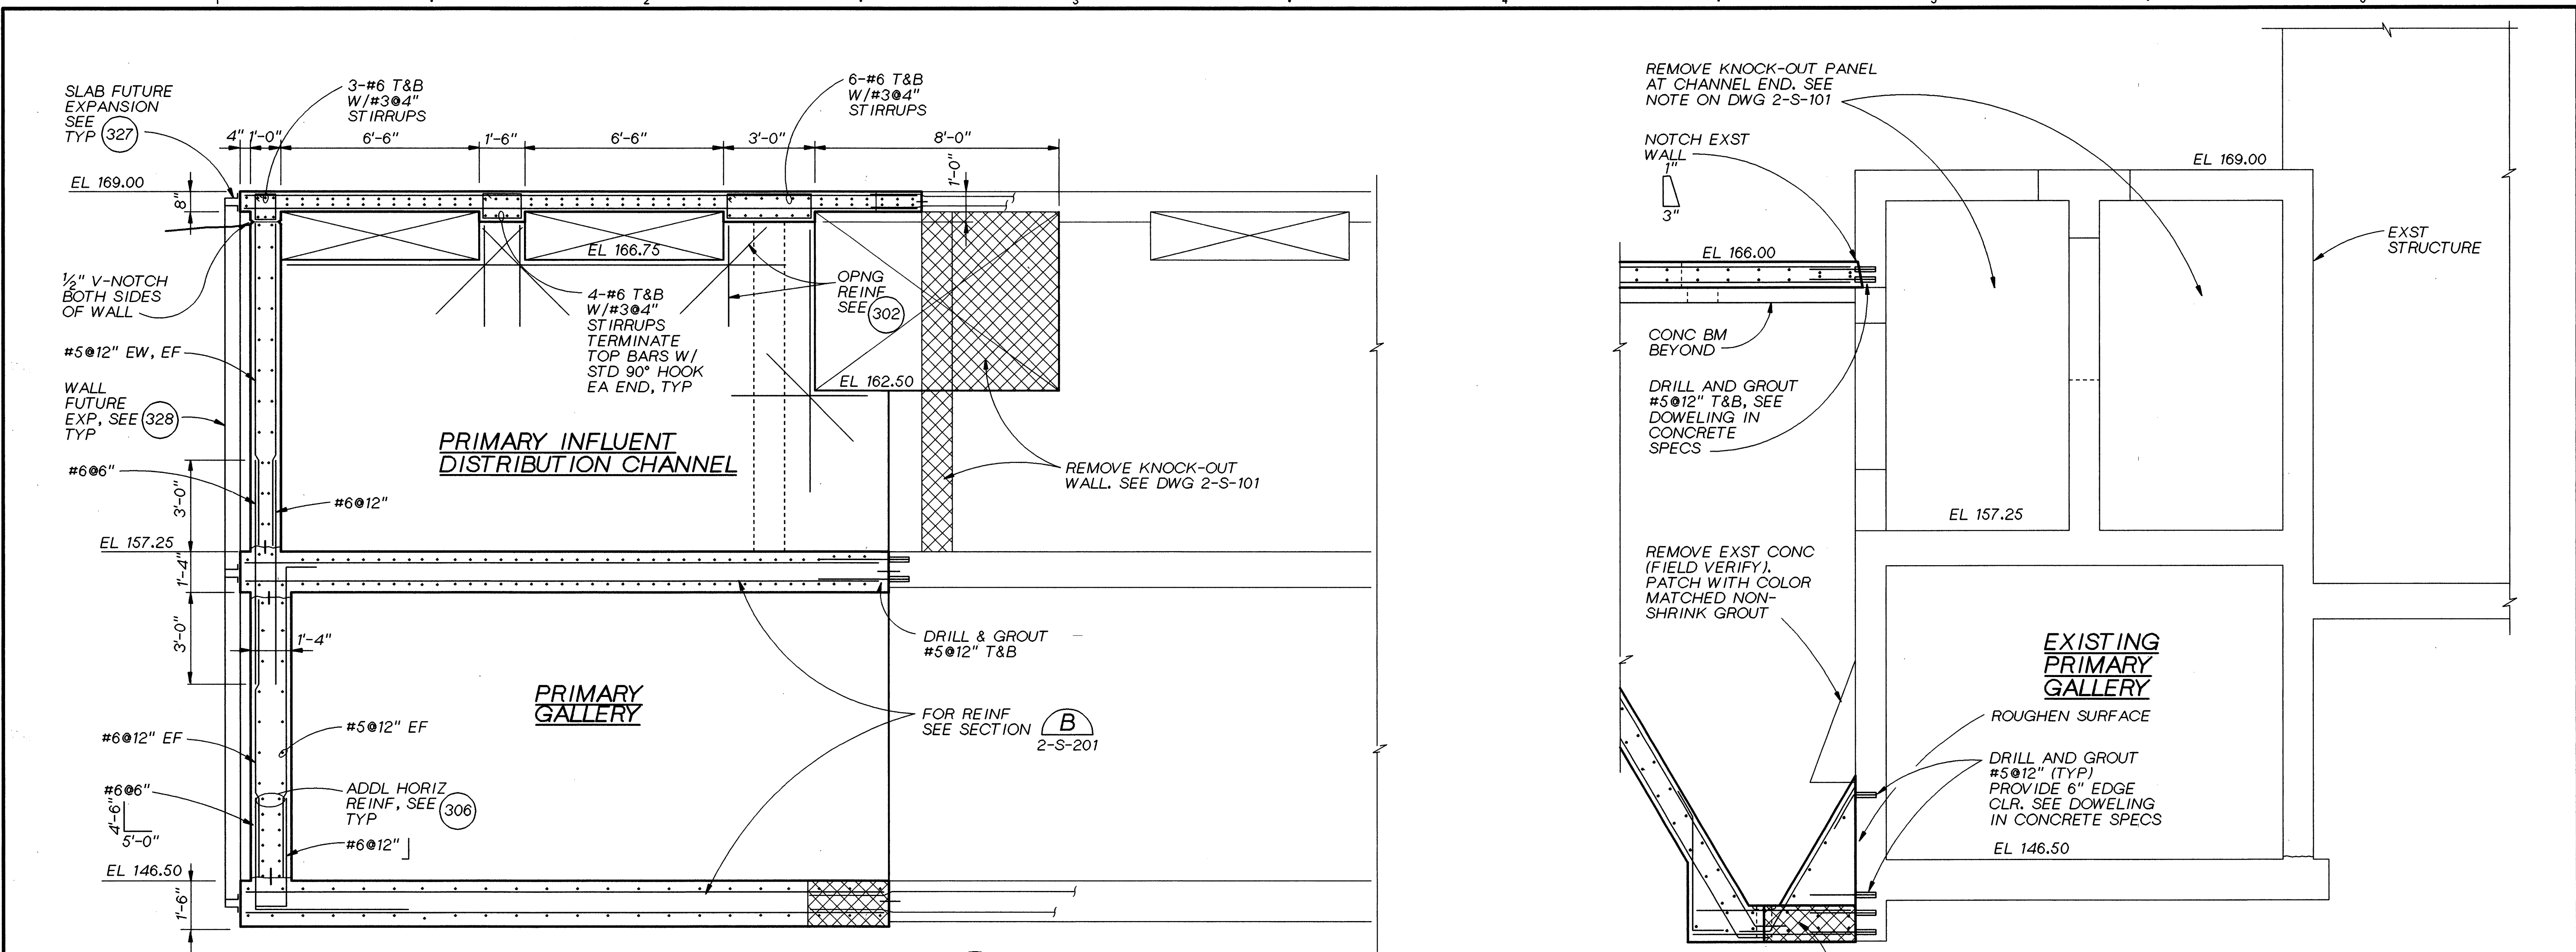 2
3
4
SLAB FUTURE
EXPANSION
SEE
TYP 327
3-#6 T&B
W/#3@4"
STIRRUPS
6-#6 T&B
W/#3@4"
STIRRUPS
4" 1'-0" 6'-6" 1'-6" 6'-6" 3'-0" 8'-0"
1'-0"
EL 169.00
8"
EL 166.75
1/2" V-NOTCH
BOTH SIDES
OF WALL
4-#6 T&B
W/#3@4"
STIRRUPS
TERMINATE
TOP BARS W/
STD 90° HOOK
EA END, TYP
OPNG
REINF
SEE 302
#5@12" EW, EF
EL 162.50
WALL
FUTURE
EXP, SEE 328
TYP
PRIMARY INFLUENT
DISTRIBUTION CHANNEL
#6@6"
3'-0"
#6@12"
REMOVE KNOCK-OUT
WALL. SEE DWG 2-S-101
EL 157.25
1'-4"
3'-0"
1'-4"
DRILL & GROUT
#5@12" T&B
PRIMARY
GALLERY
FOR REINF
SEE SECTION B
2-S-201
#6@12" EF
#5@12" EF
#6@6"
4'-6"
5'-0"
ADDL HORIZ
REINF, SEE 306
TYP
#6@12"
EL 146.50
1'-6"
REMOVE KNOCK-OUT PANEL
AT CHANNEL END. SEE
NOTE ON DWG 2-S-101
NOTCH EXST
WALL
1"
3"
EL 169.00
EXST
STRUCTURE
EL 166.00
CONC BM
BEYOND
DRILL AND GROUT
#5@12" T&B, SEE
DOWELING IN
CONCRETE
SPECS
EL 157.25
REMOVE EXST CONC
(FIELD VERIFY).
PATCH WITH COLOR
MATCHED NON-
SHRINK GROUT
EXISTING
PRIMARY
GALLERY
ROUGHEN SURFACE
DRILL AND GROUT
#5@12" (TYP)
PROVIDE 6" EDGE
CLR. SEE DOWELING
IN CONCRETE SPECS
EL 146.50